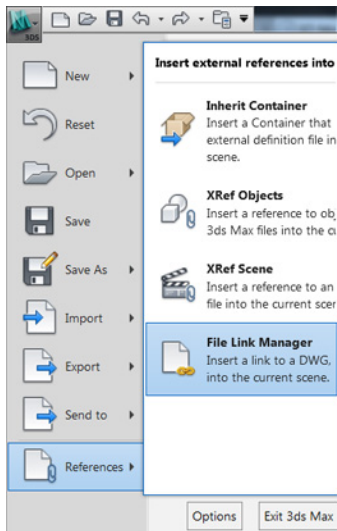 3DS
New
Reset
Open
Save
Save As
Import
Export
Send to
References
Insert external references into
Inherit Container
Insert a Container that
external definition file in
scene.
XRef Objects
Insert a reference to
3ds Max files into the
XRef Scene
Insert a reference to an
file into the current
File Link Manager
Insert a link to a DWG,
into the current scene.
Options
Exit 3ds Max